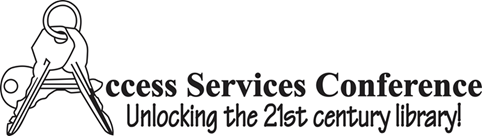 Access Services Conference
Unlocking the 21st century library!